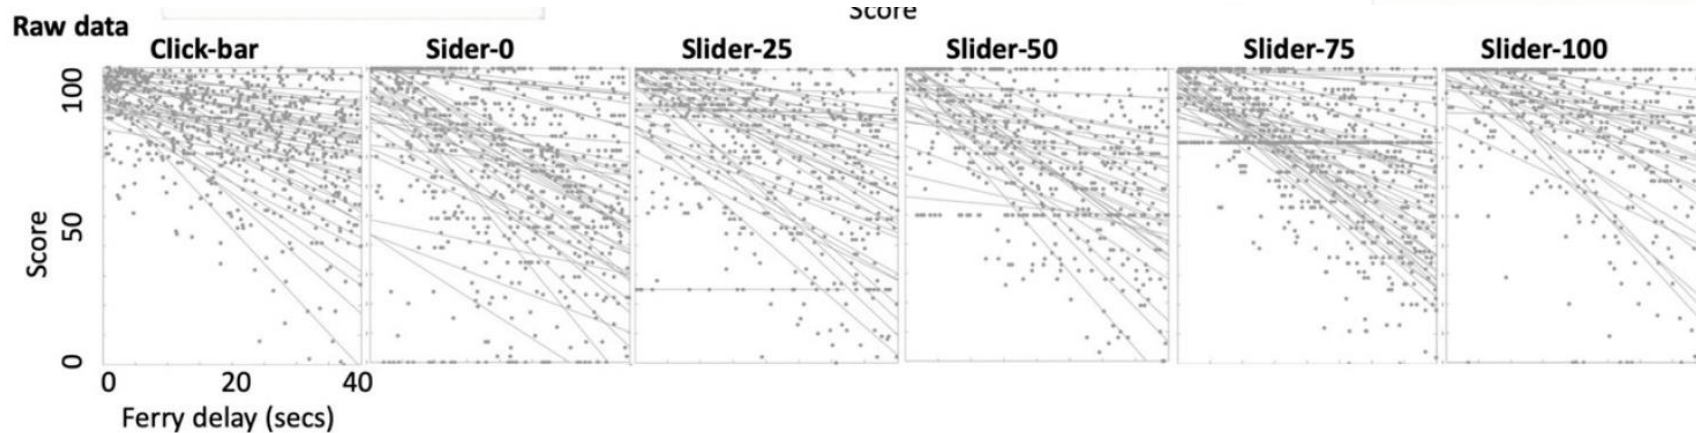 Score
Raw data
Click-bar
Sider-0
Slider-25
Slider-50
Slider-75
Slider-100
100
50
0
Score
0 20 40
Ferry delay (secs)